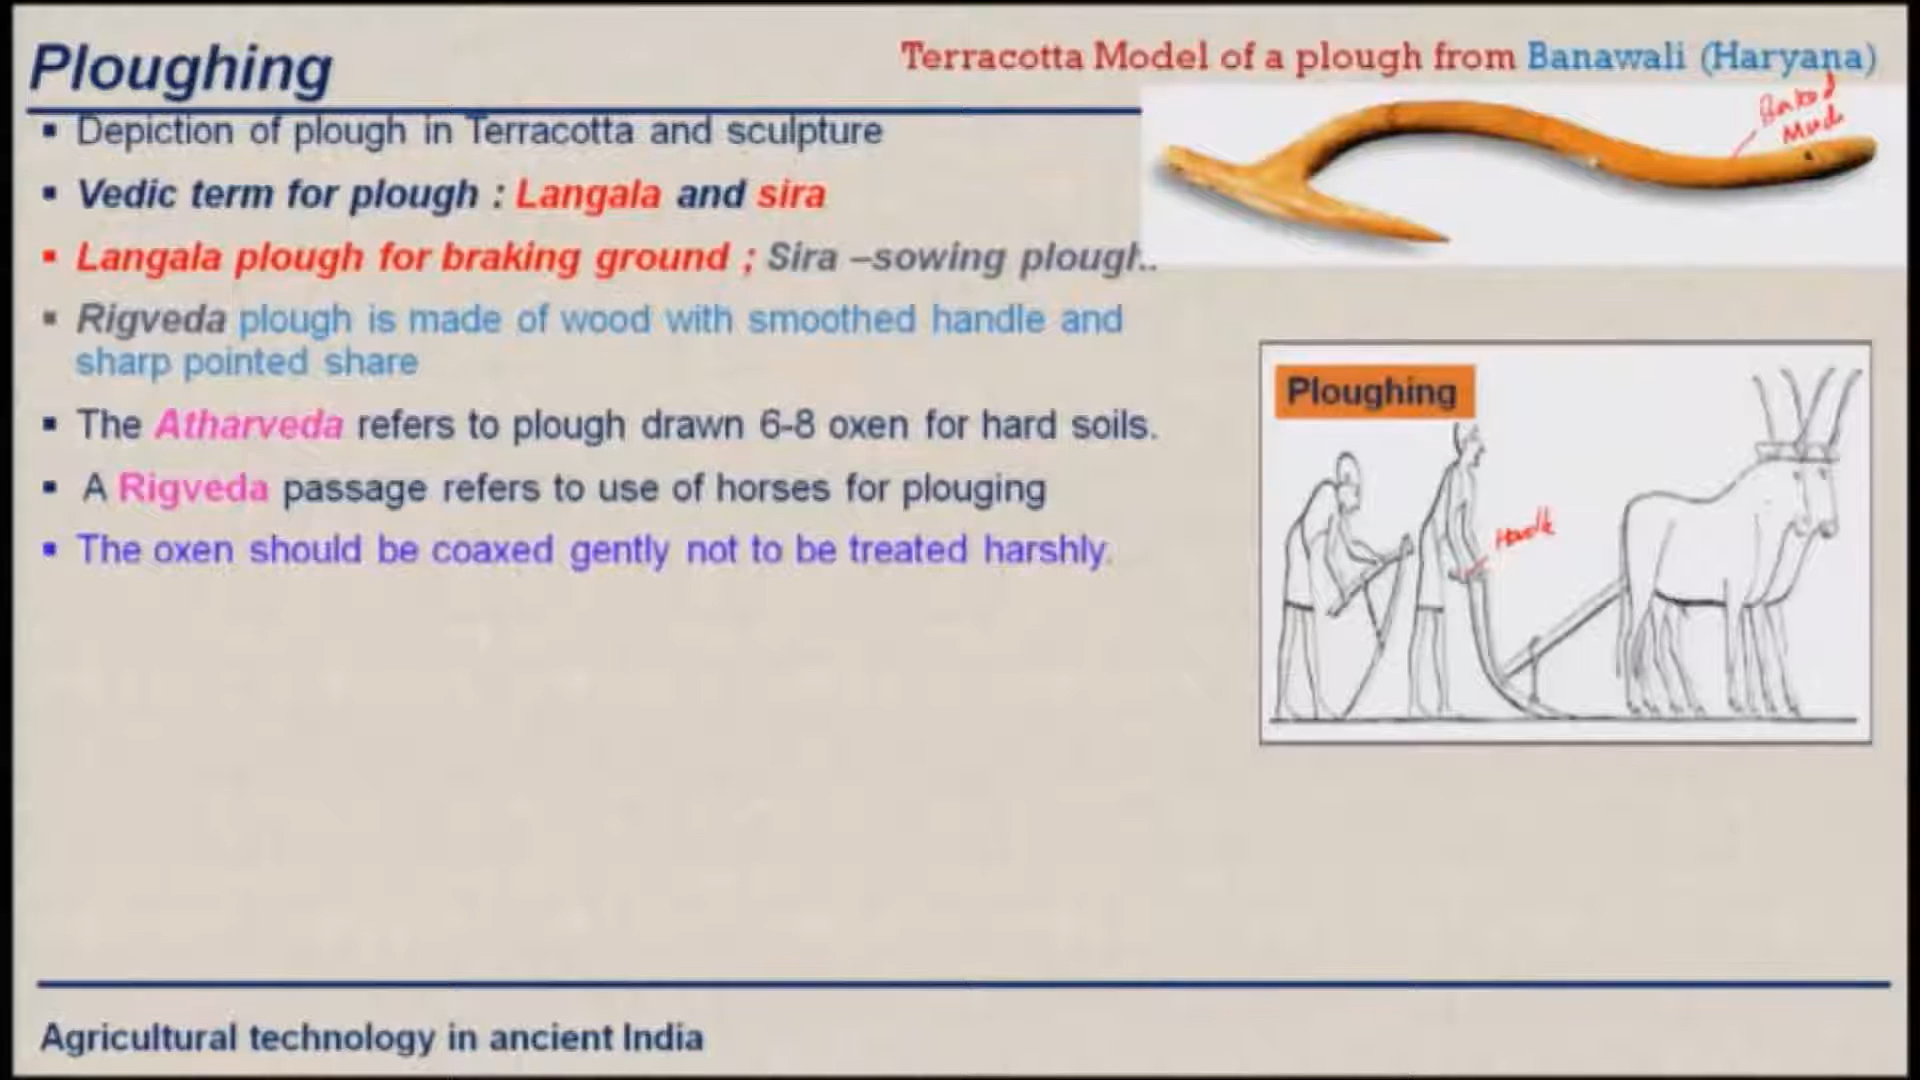 Ploughing
Terracotta Model of a plough from Banawali (Haryana)
Baked
Mud
▪ Depiction of plough in Terracotta and sculpture
▪ Vedic term for plough : Langala and sira
▪ Langala plough for braking ground ; Sira –sowing plough.
▪ Rigveda plough is made of wood with smoothed handle and
sharp pointed share
▪ The Atharveda refers to plough drawn 6-8 oxen for hard soils.
▪ A Rigveda passage refers to use of horses for plouging
▪ The oxen should be coaxed gently not to be treated harshly.
Ploughing
Handle
Agricultural technology in ancient India